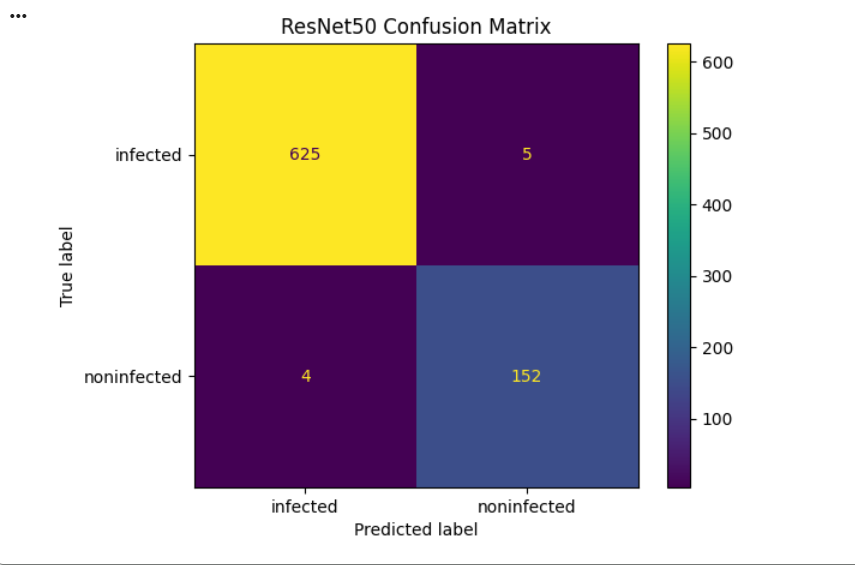 ...
ResNet50 Confusion Matrix
True label
infected
625
5
noninfected
4
152
infected
noninfected
Predicted label
600
500
400
300
200
100